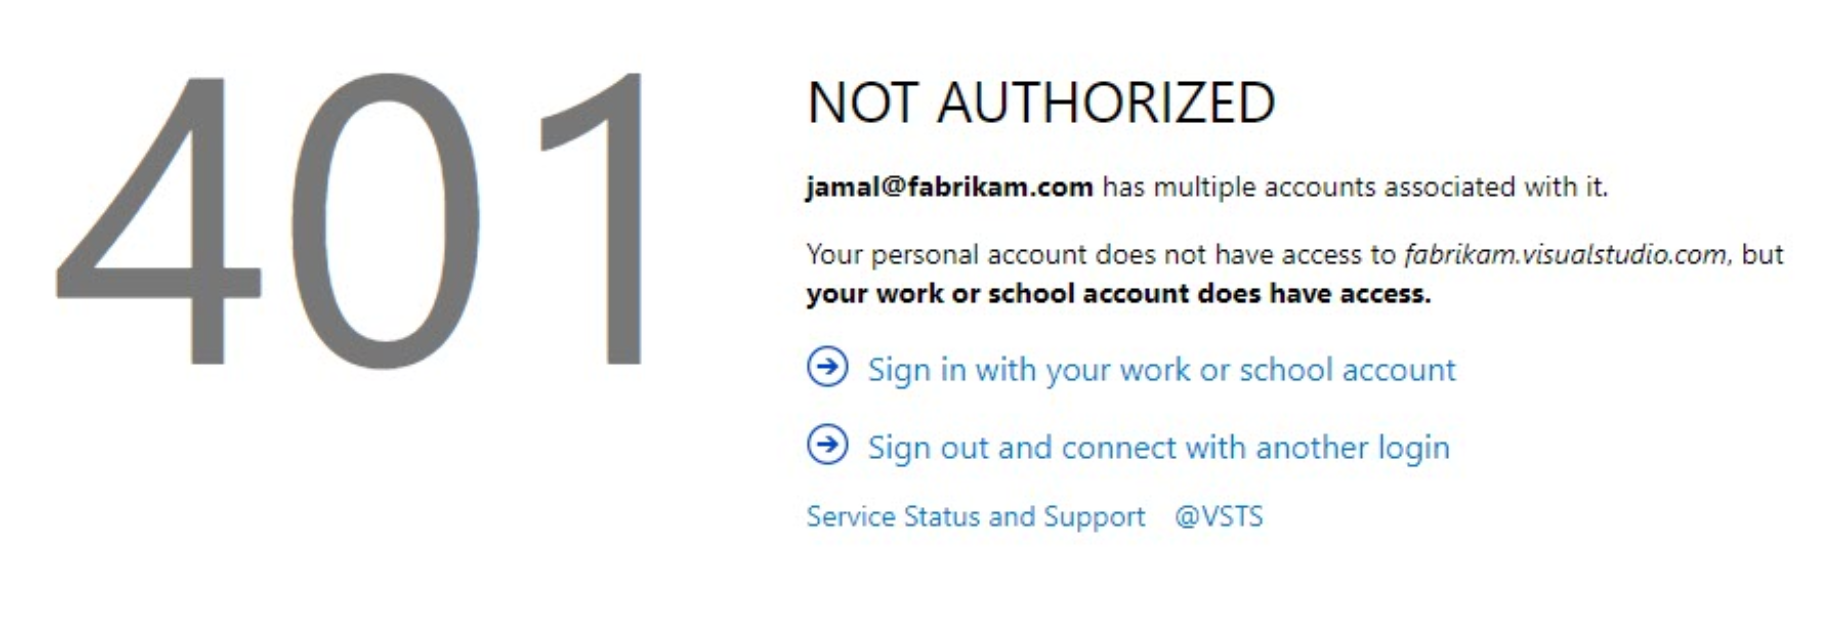 401
NOT AUTHORIZED
jamal@fabrikam.com has multiple accounts associated with it.
Your personal account does not have access to fabrikam.visualstudio.com, but
your work or school account does have access.
Sign in with your work or school account
Sign out and connect with another login
Service Status and Support @VSTS